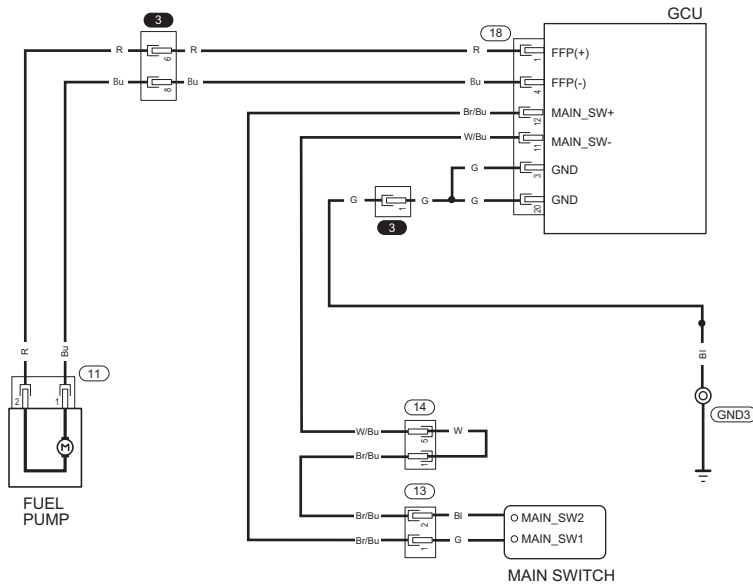 GCU
3
18
R
6
R
R
1
FFP(+)
Bu
8
Bu
Bu
4
FFP(-)
Br/Bu
12
MAIN_SW+
W/Bu
11
MAIN_SW-
G
3
GND
G
1
G
G
20
GND
3
R
Bu
Bl
11
2
1
M
FUEL
PUMP
14
GND3
W/Bu
5
W
Br/Bu
1
13
Br/Bu
2
Bl
MAIN_SW2
Br/Bu
1
G
MAIN_SW1
MAIN SWITCH